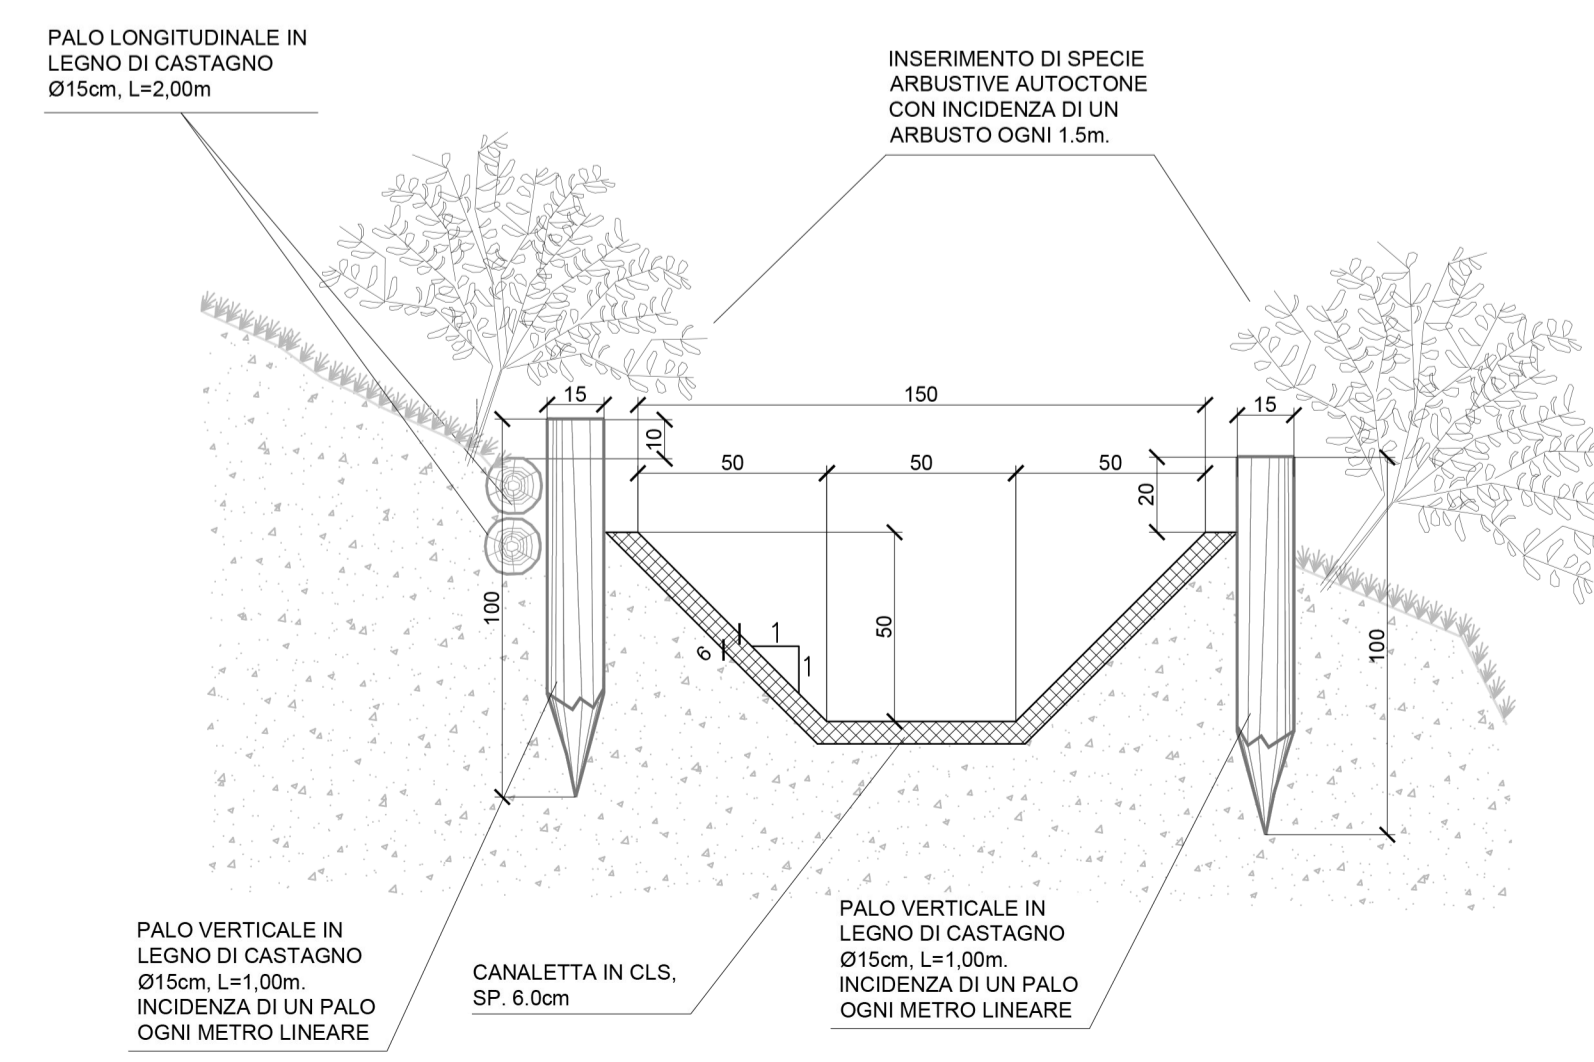 PALO LONGITUDINALE IN
LEGNO DI CASTAGNO
Ø15cm, L=2,00m
INSERIMENTO DI SPECIE
ARBUSTIVE AUTOCTONE
CON INCIDENZA DI UN
ARBUSTO OGNI 1.5m.
15
150
15
10
50
50
50
20
100
50
1
1
6
100
PALO VERTICALE IN
LEGNO DI CASTAGNO
Ø15cm, L=1,00m.
INCIDENZA DI UN PALO
OGNI METRO LINEARE
CANALETTA IN CLS,
SP. 6.0cm
PALO VERTICALE IN
LEGNO DI CASTAGNO
Ø15cm, L=1,00m.
INCIDENZA DI UN PALO
OGNI METRO LINEARE